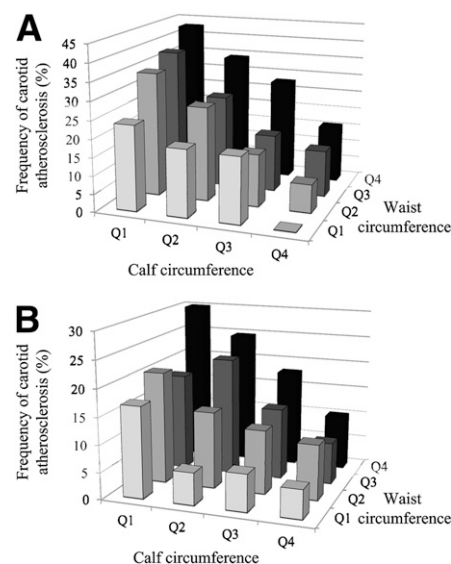 A
Frequency of carotid
atherosclerosis (%)
45
40
35
30
25
20
15
10
5
0
Q1
Q2
Q3
Q4
Calf circumference
Q4
Q3
Q2
Q1
Waist
circumference
B
Frequency of carotid
atherosclerosis (%)
30
25
20
15
10
5
0
Q1
Q2
Q3
Q4
Calf circumference
Q4
Q3
Q2
Q1
Waist
circumference